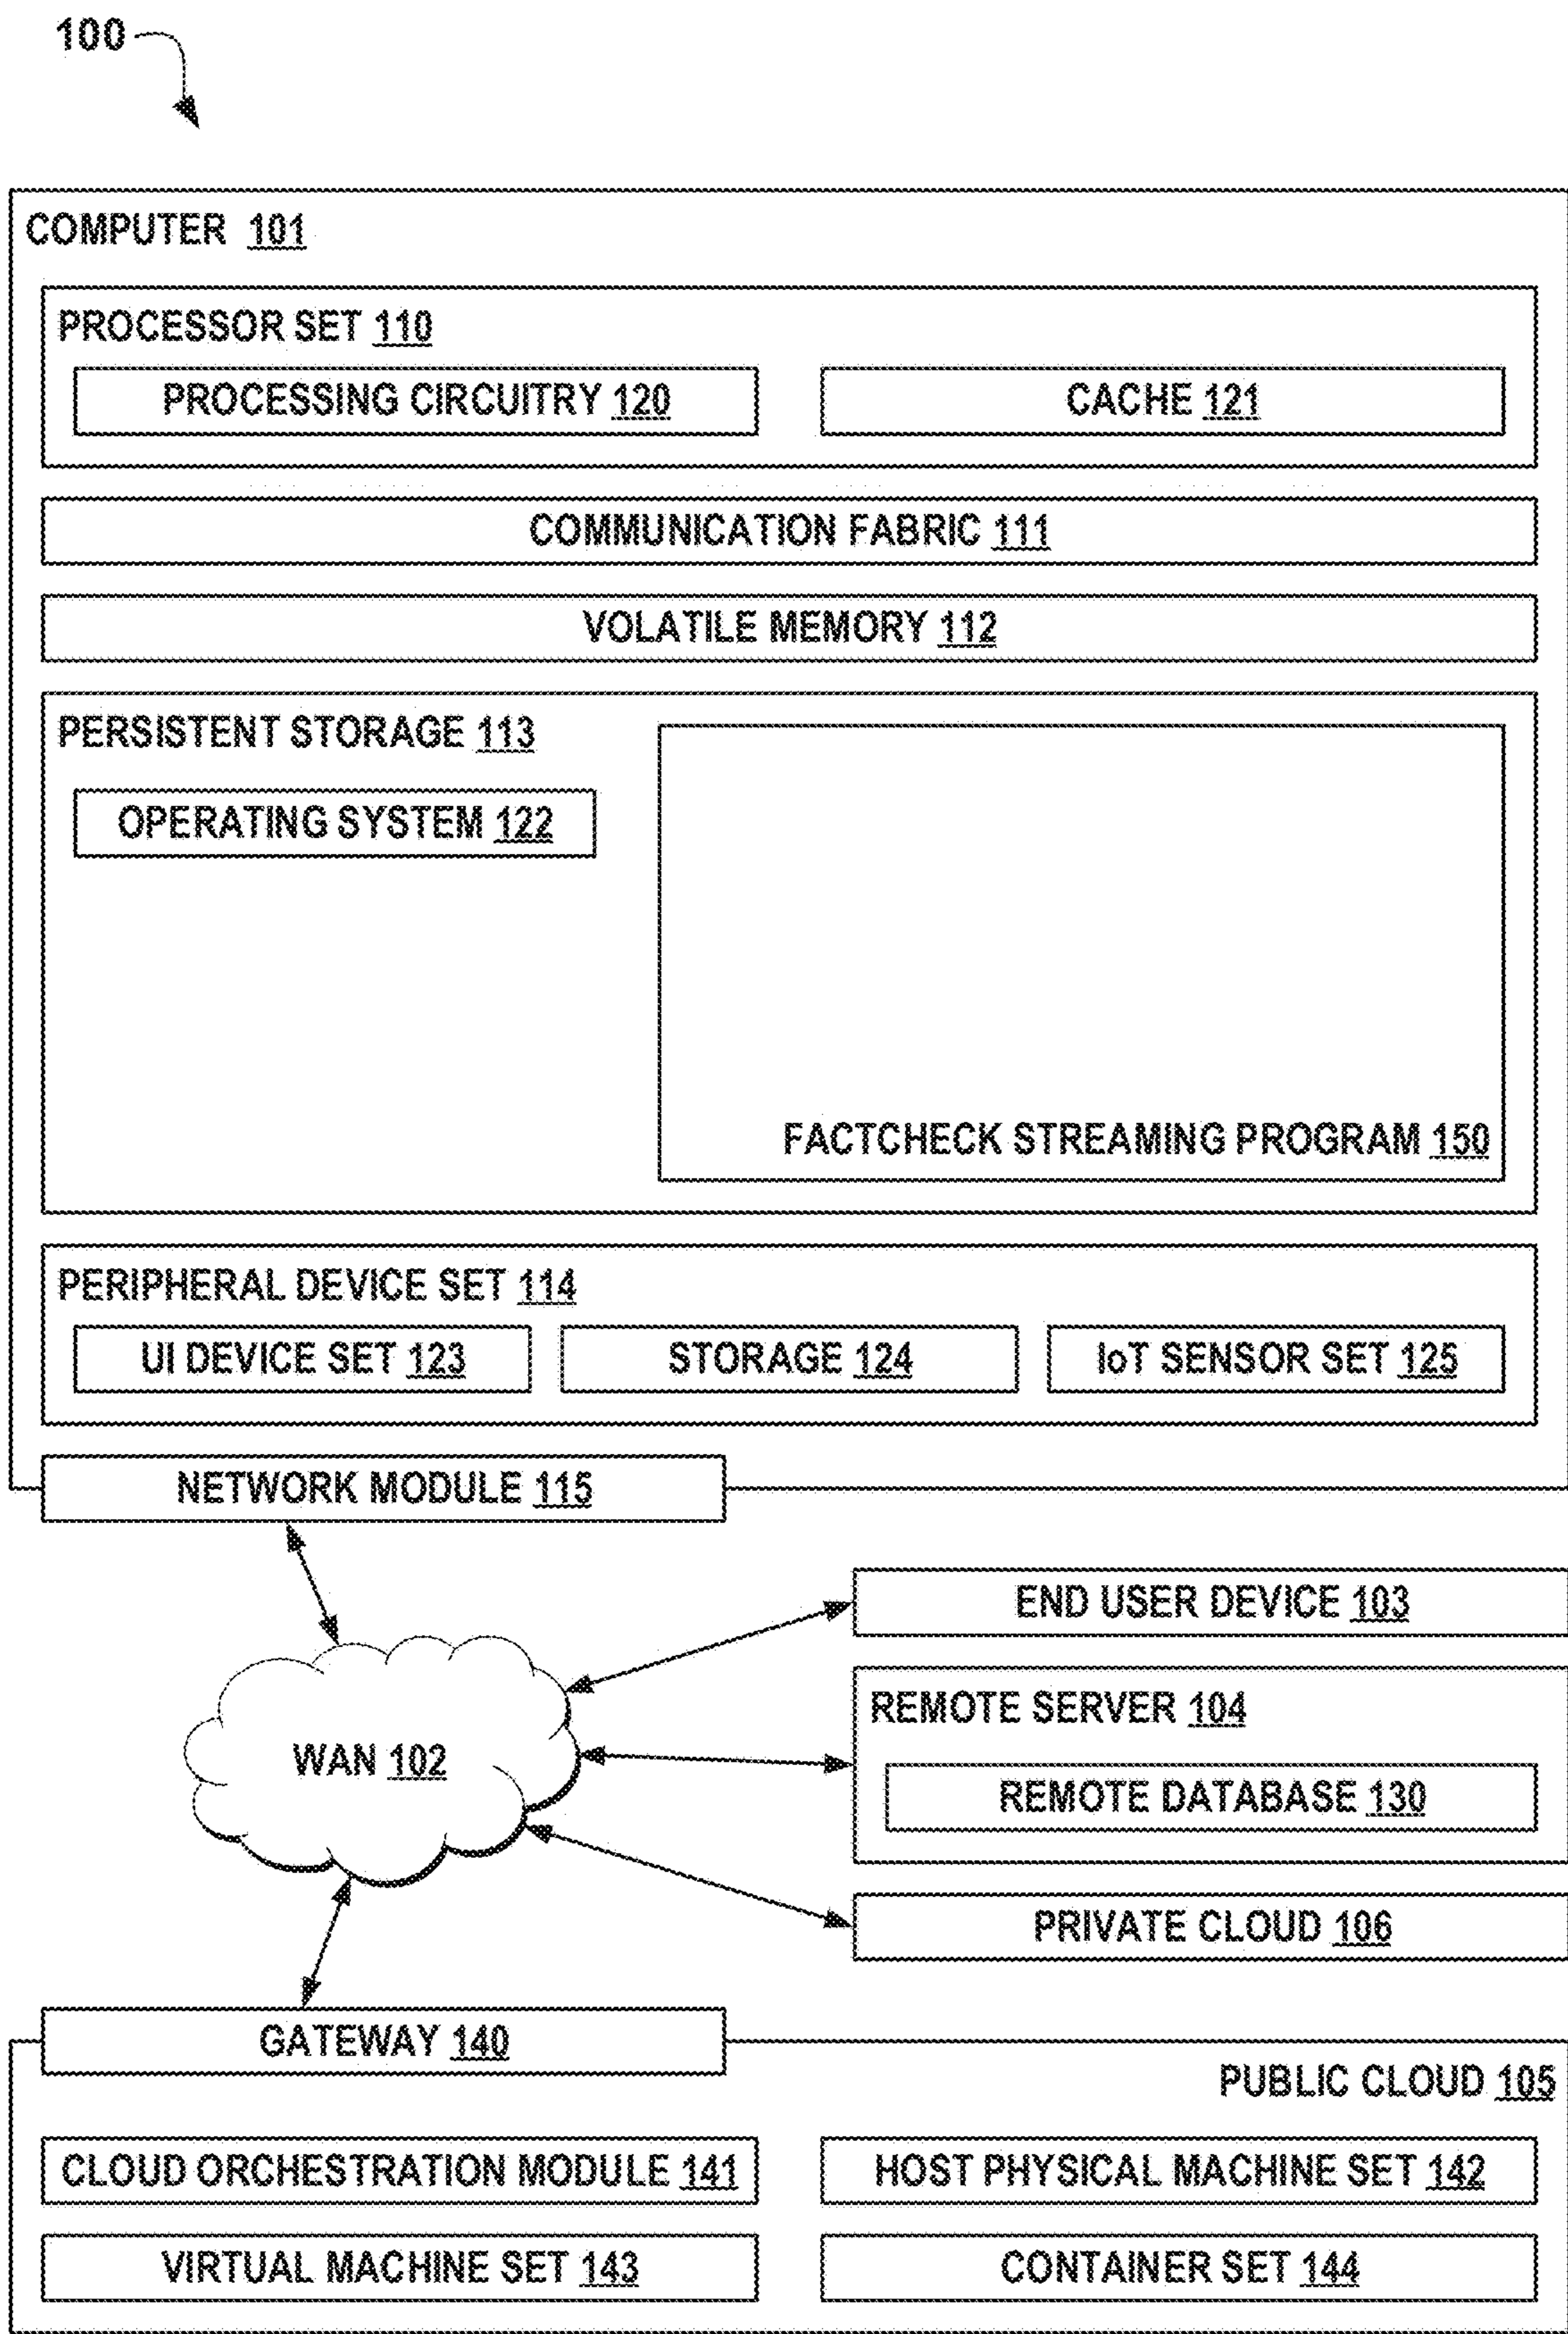 100
COMPUTER 101
PROCESSOR SET 110
PROCESSING CIRCUITRY 120
CACHE 121
COMMUNICATION FABRIC 111
VOLATILE MEMORY 112
PERSISTENT STORAGE 113
OPERATING SYSTEM 122
FACTCHECK STREAMING PROGRAM 150
PERIPHERAL DEVICE SET 114
UI DEVICE SET 123
STORAGE 124
IoT SENSOR SET 125
NETWORK MODULE 115
END USER DEVICE 103
REMOTE SERVER 104
WAN 102
REMOTE DATABASE 130
PRIVATE CLOUD 106
GATEWAY 140
PUBLIC CLOUD 105
CLOUD ORCHESTRATION MODULE 141
HOST PHYSICAL MACHINE SET 142
VIRTUAL MACHINE SET 143
CONTAINER SET 144